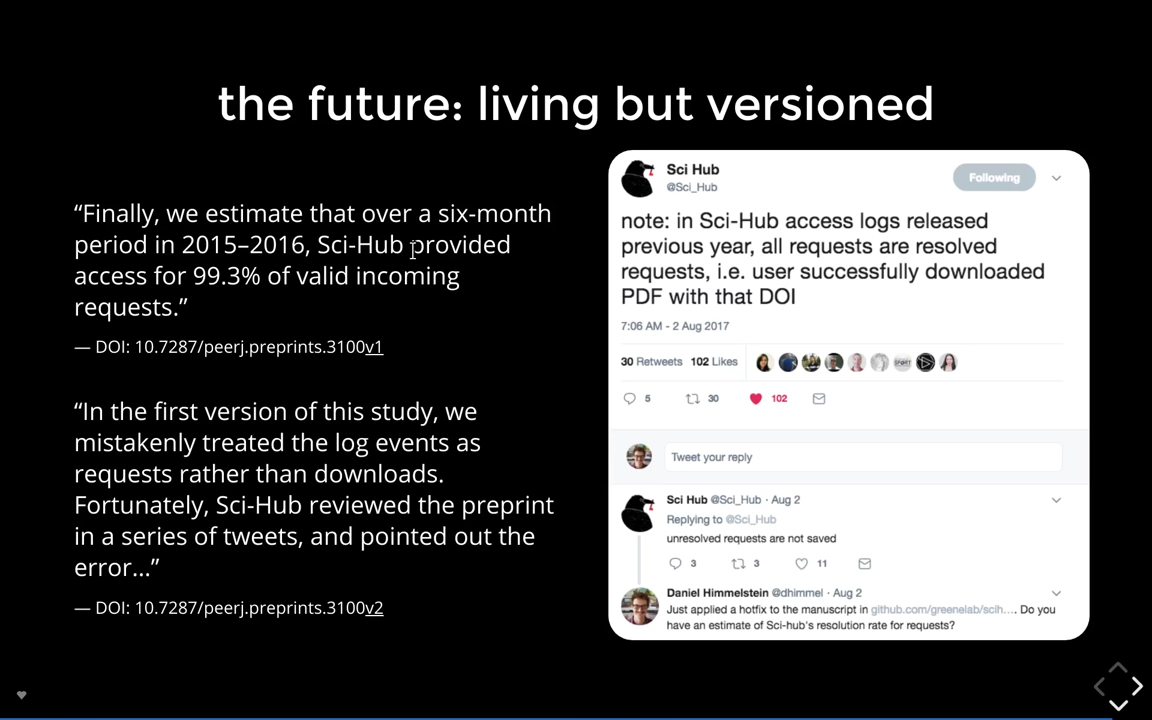 the future: living but versioned
“Finally, we estimate that over a six-month
period in 2015–2016, Sci-Hub provided
access for 99.3% of valid incoming
requests.”
— DOI: 10.7287/peerj.preprints.3100v1
“In the first version of this study, we
mistakenly treated the log events as
requests rather than downloads.
Fortunately, Sci-Hub reviewed the preprint
in a series of tweets, and pointed out the
error…”
— DOI: 10.7287/peerj.preprints.3100v2
Sci Hub
@Sci_Hub
Following
note: in Sci-Hub access logs released
previous year, all requests are resolved
requests, i.e. user successfully downloaded
PDF with that DOI
7:06 AM - 2 Aug 2017
30 Retweets 102 Likes
5 30 102
Tweet your reply
Sci Hub @Sci_Hub · Aug 2
Replying to @Sci_Hub
unresolved requests are not saved
3 3 11
Daniel Himmelstein @dhimmel · Aug 2
Just applied a hotfix to the manuscript in github.com/greenelab/scih…. Do you
have an estimate of Sci-hub's resolution rate for requests?